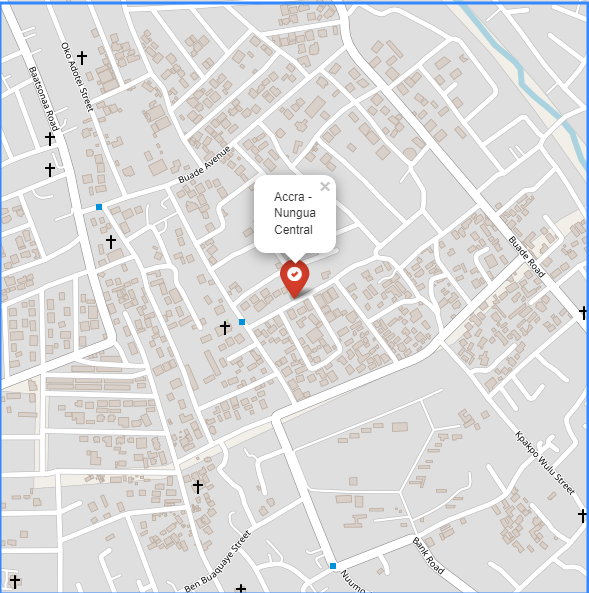 Oko Adotei Street
Baatsonaa Road
Buade Avenue
Accra -
Nungua
Central
Buade Road
Kpakpo Wulu Street
Ben Buaquaye Street
Bank Road
Nuumo